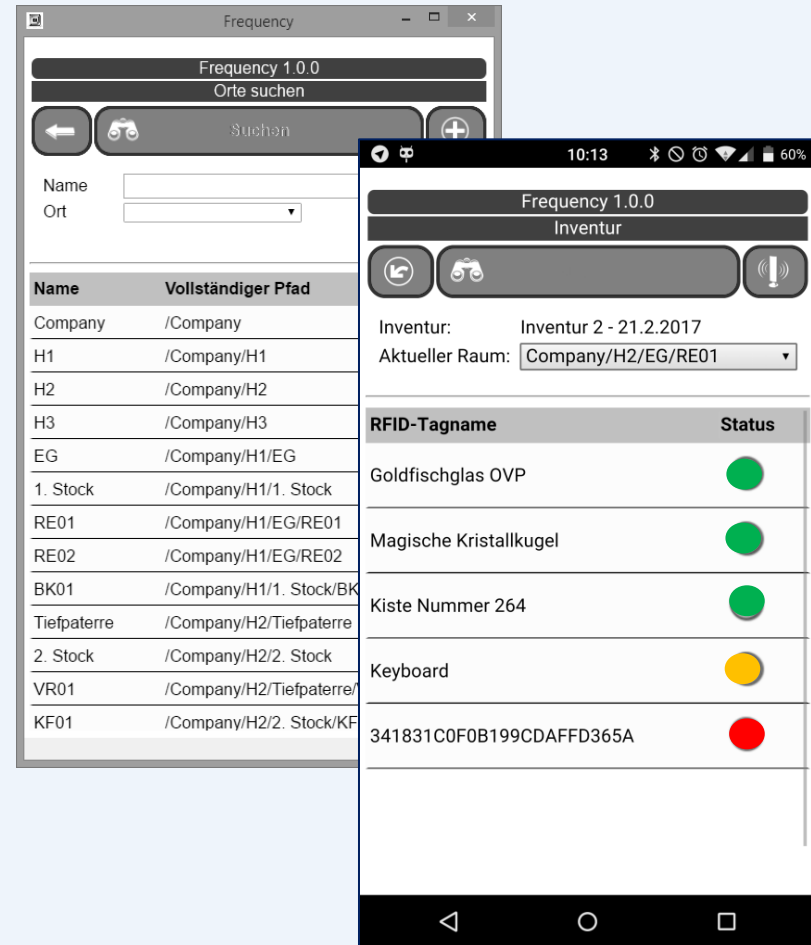 Frequency
Frequency 1.0.0
Orte suchen
Suchen
Name
Ort
Name Vollständiger Pfad
Company /Company
H1 /Company/H1
H2 /Company/H2
H3 /Company/H3
EG /Company/H1/EG
1. Stock /Company/H1/1. Stock
RE01 /Company/H1/EG/RE01
RE02 /Company/H1/EG/RE02
BK01 /Company/H1/1. Stock/BK
Tiefpaterre /Company/H2/Tiefpaterre
2. Stock /Company/H2/2. Stock
VR01 /Company/H2/Tiefpaterre/
KF01 /Company/H2/2. Stock/KF
10:13 60%
Frequency 1.0.0
Inventur
Inventur: Inventur 2 - 21.2.2017
Aktueller Raum: Company/H2/EG/RE01
RFID-Tagname Status
Goldfischglas OVP
Magische Kristallkugel
Kiste Nummer 264
Keyboard
341831C0F0B199CDAFFD365A